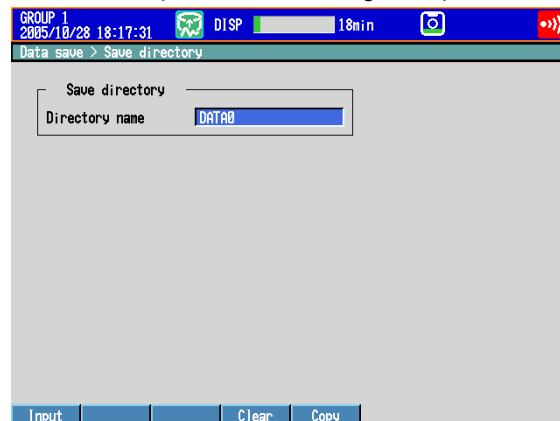 GROUP 1
2005/10/28 18:17:31 DISP 18min
Data save > Save directory
Save directory
Directory name DATA0
Input Clear Copy